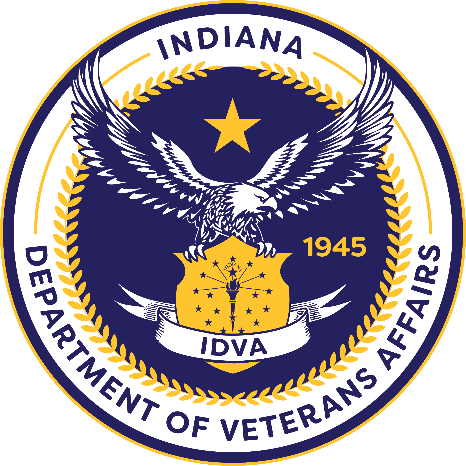 INDIANA
1945
IDVA
DEPARTMENT OF VETERANS AFFAIRS